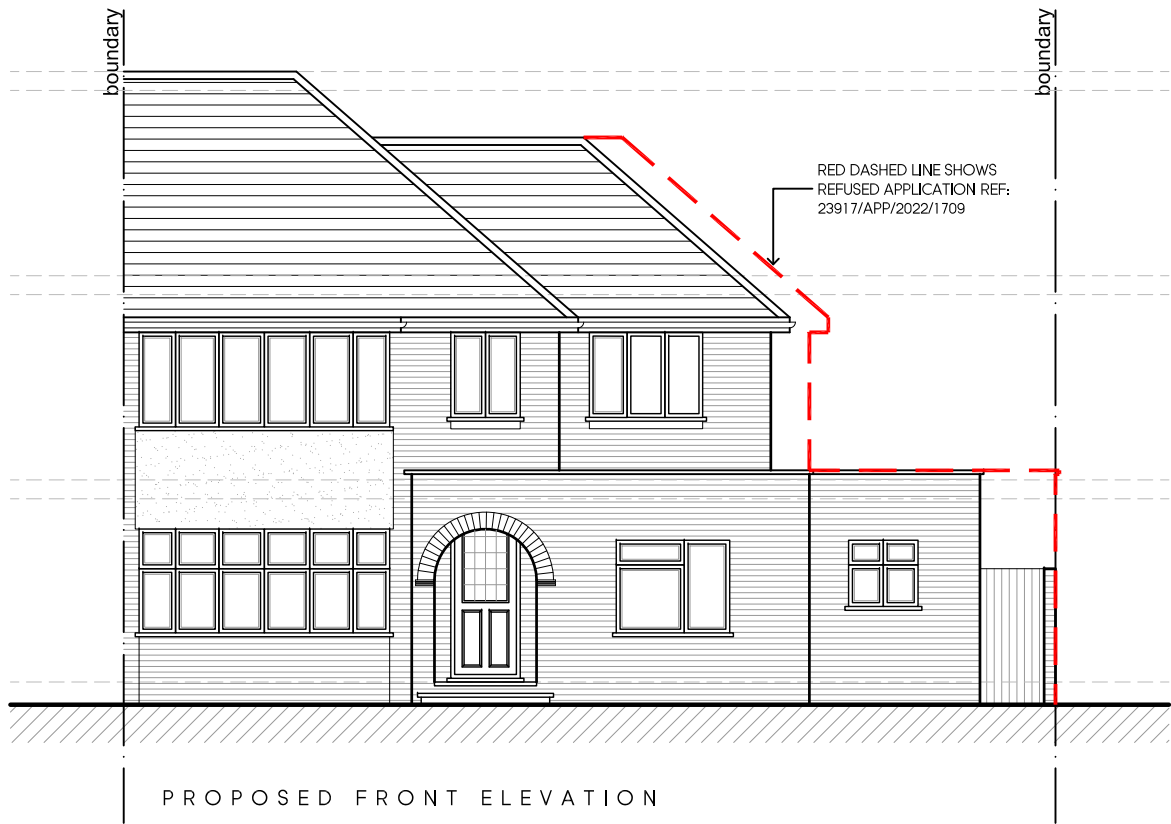 boundary
boundary
RED DASHED LINE SHOWS
REFUSED APPLICATION REF:
23917/APP/2022/1709
PROPOSED FRONT ELEVATION